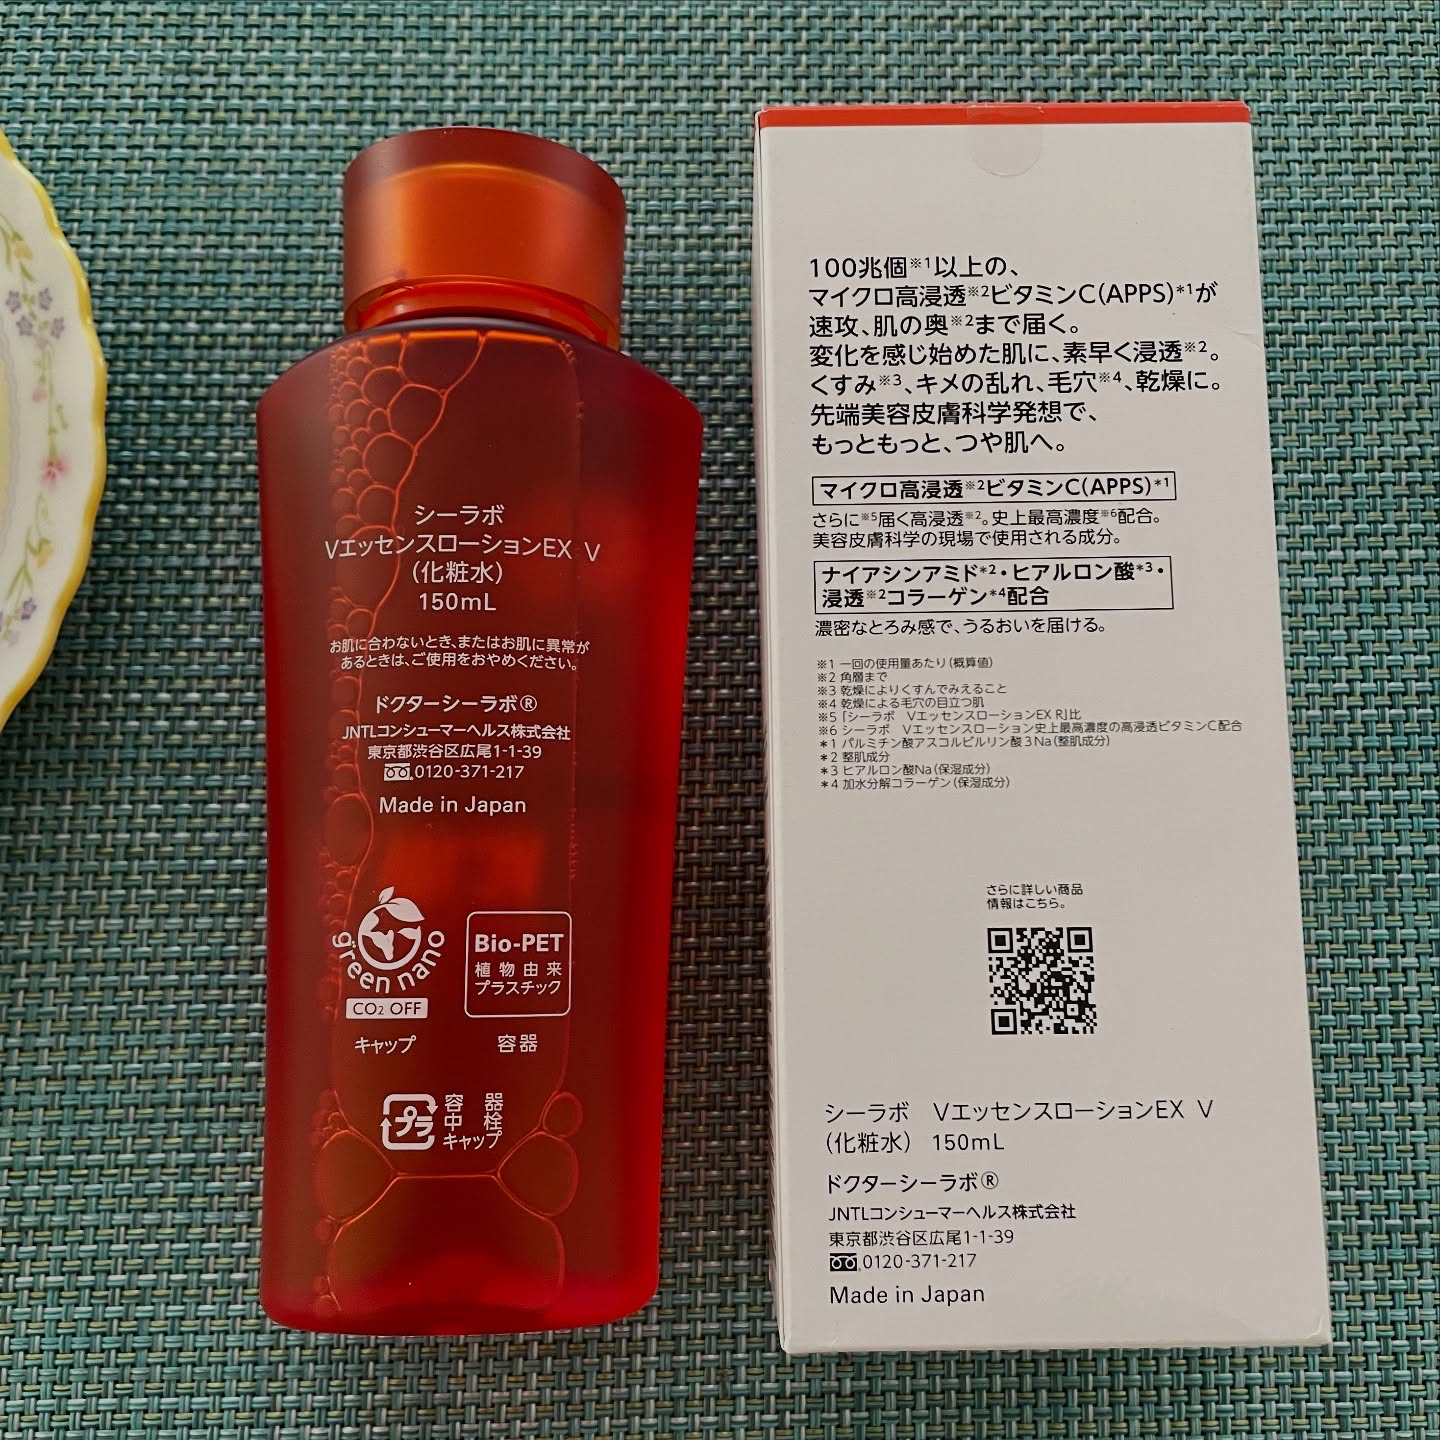 シーラボ
VエッセンスローションEX V
(化粧水)
150mL
お肌に合わないとき、またはお肌に異常が
あるときは、ご使用をおやめください。
ドクターシーラボ®
JNTLコンシューマーヘルス株式会社
東京都渋谷区広尾1-1-39
0120-371-217
Made in Japan
green nano
CO₂ OFF
キャップ
Bio-PET
植物由来
プラスチック
容器
プラ
容器
中栓
キャップ
100兆個※1以上の、
マイクロ高浸透※2ビタミンC(APPS)*1が
速攻、肌の奥※2まで届く。
変化を感じ始めた肌に、素早く浸透※2。
くすみ※3、キメの乱れ、毛穴※4、乾燥に。
先端美容皮膚科学発想で、
もっともっと、つや肌へ。
マイクロ高浸透※2ビタミンC(APPS)*1
さらに※5届く高浸透※2。史上最高濃度※6配合。
美容皮膚科学の現場で使用される成分。
ナイアシンアミド*2・ヒアルロン酸*3・
浸透※2コラーゲン*4配合
濃密なとろみ感で、うるおいを届ける。
※1 一回の使用量あたり(概算値)
※2 角層まで
※3 乾燥によりくすんでみえること
※4 乾燥による毛穴の目立つ肌
※5 「シーラボ VエッセンスローションEX R」比
※6 シーラボ Vエッセンスローション史上最高濃度の高浸透ビタミンC配合
*1 パルミチン酸アスコルビルリン酸3Na(整肌成分)
*2 整肌成分
*3 ヒアルロン酸Na(保湿成分)
*4 加水分解コラーゲン(保湿成分)
さらに詳しい商品
情報はこちら。
シーラボ VエッセンスローションEX V
(化粧水) 150mL
ドクターシーラボ®
JNTLコンシューマーヘルス株式会社
東京都渋谷区広尾1-1-39
0120-371-217
Made in Japan